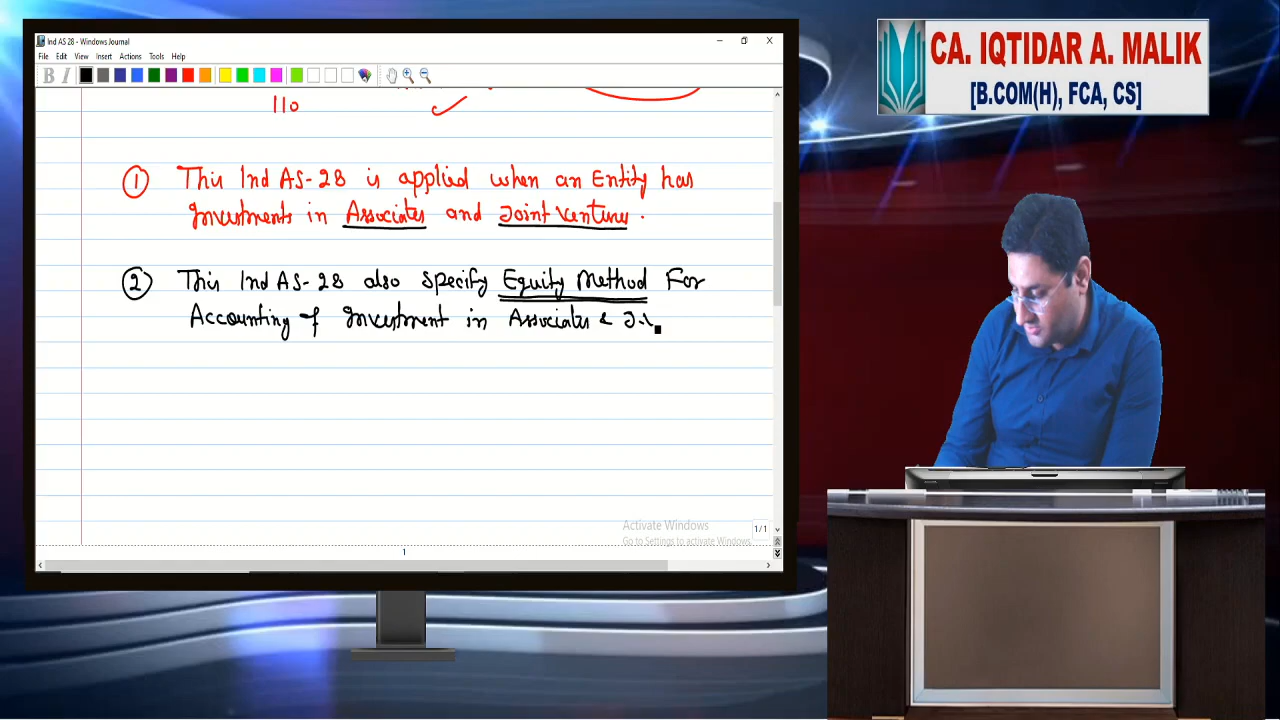 Ind AS 28 - Windows Journal
File Edit View Insert Actions Tools Help
B I
110
① This Ind AS-28 is applied when an Entity has
Investments in Associates and Joint Ventures.
② This Ind AS-28 also specify Equity Method For
Accounting of Investment in Associates & J.V
Activate Windows
Go to Settings to activate Windows.
1/1
1
CA. IQTIDAR A. MALIK
[B.COM(H), FCA, CS]